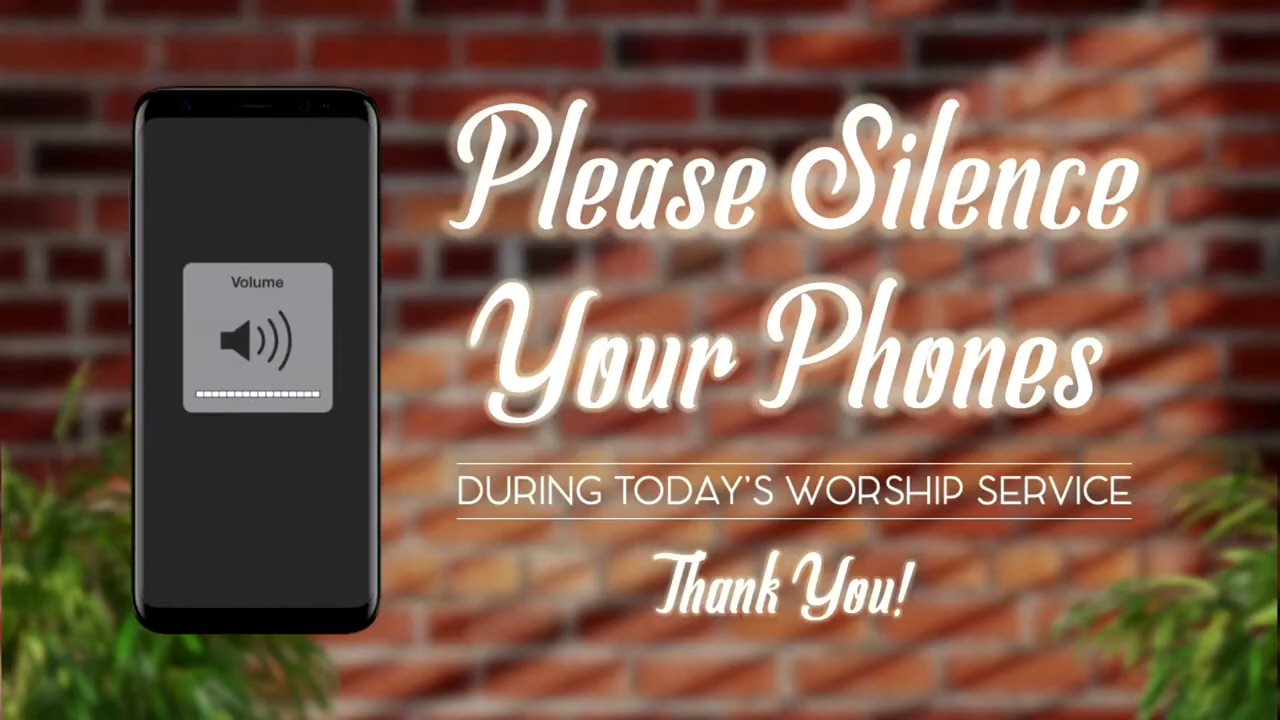 Volume
Please Silence
Your Phones
DURING TODAY'S WORSHIP SERVICE
Thank You!